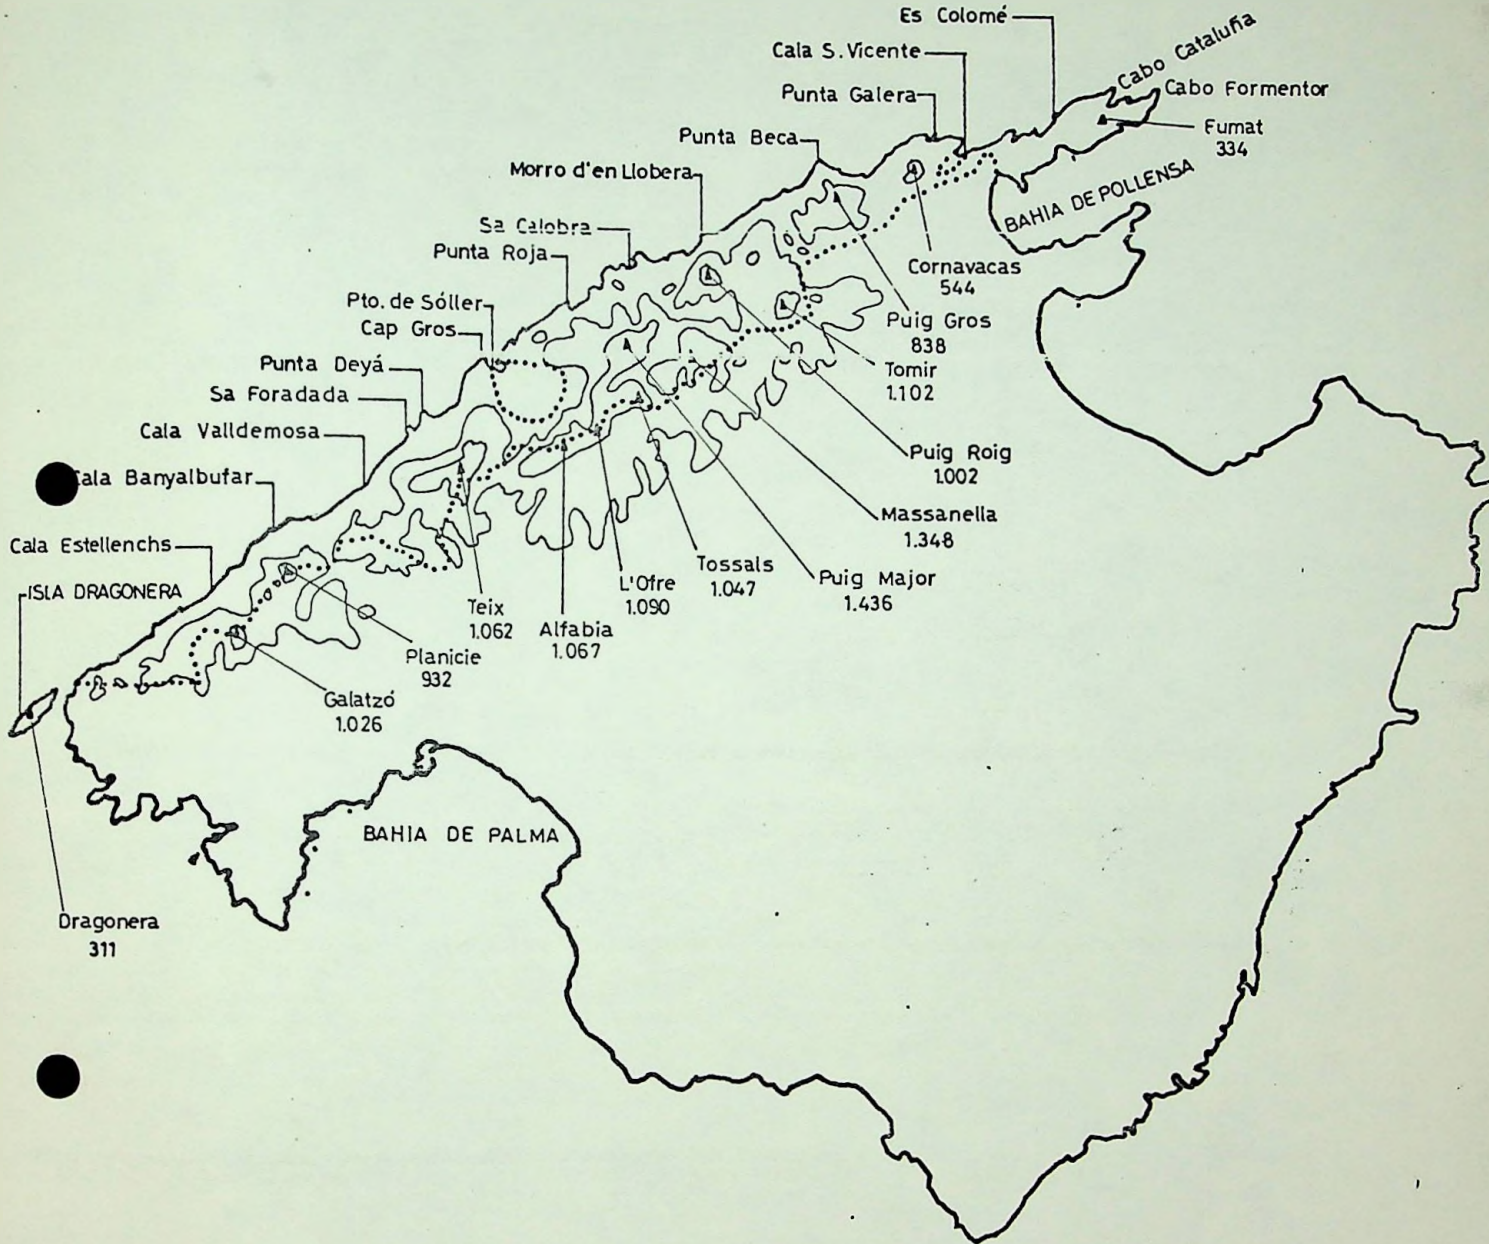 Es Colomé
Cabo Cataluña
Cala S. Vicente
Punta Galera
Cabo Formentor
Fumat
334
Punta Beca
Morro d'en Llobera
BAHIA DE POLLENSA
Sa Calobra
Punta Roja
Cornavacas
544
Pto. de Sóller
Cap Gros
Puig Gros
838
Punta Deyá
Tomir
1.102
Sa Foradada
Cala Valldemosa
Puig Roig
1.002
Cala Banyalbufar
Massanella
1.348
Cala Estellenchs
Tossals
1.047
Puig Major
1.436
ISLA DRAGONERA
L'Ofre
1.090
Teix
1.062
Alfabia
1.067
Planicie
932
Galatzó
1.026
BAHIA DE PALMA
Dragonera
311